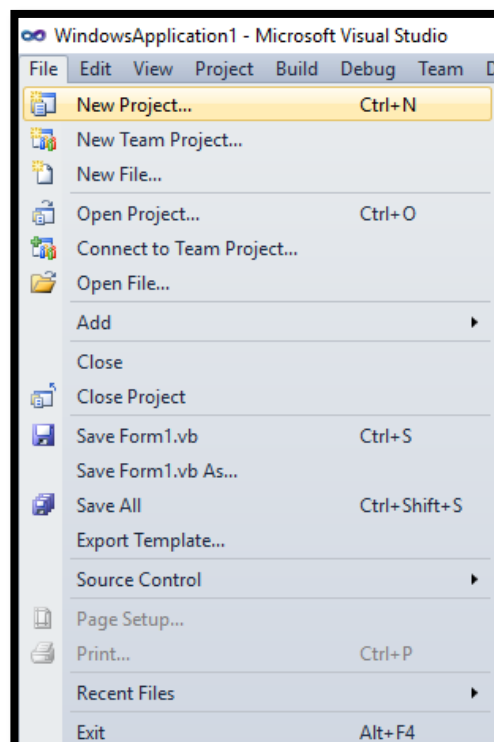 WindowsApplication1 - Microsoft Visual Studio
File Edit View Project Build Debug Team
New Project... Ctrl+N
New Team Project...
New File...
Open Project... Ctrl+O
Connect to Team Project...
Open File...
Add
Close
Close Project
Save Form1.vb Ctrl+S
Save Form1.vb As...
Save All Ctrl+Shift+S
Export Template...
Source Control
Page Setup...
Print... Ctrl+P
Recent Files
Exit Alt+F4